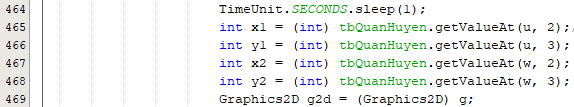 464 TimeUnit.SECONDS.sleep(1);
465 int x1 = (int) tbQuanHuyen.getValueAt(u, 2);
466 int y1 = (int) tbQuanHuyen.getValueAt(u, 3);
467 int x2 = (int) tbQuanHuyen.getValueAt(w, 2);
468 int y2 = (int) tbQuanHuyen.getValueAt(w, 3);
469 Graphics2D g2d = (Graphics2D) g;